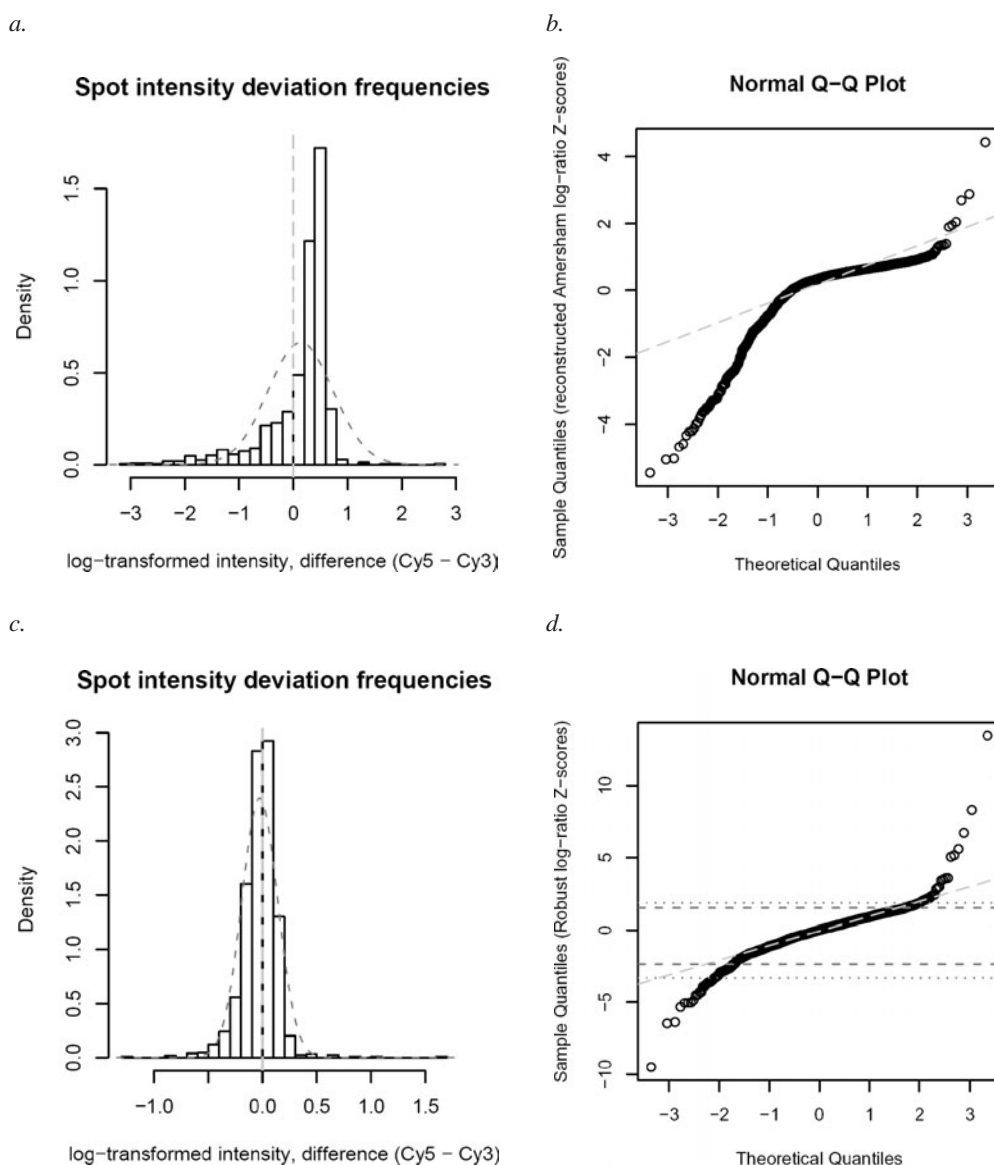 a.
Spot intensity deviation frequencies
Density
0.0 0.5 1.0 1.5
−3 −2 −1 0 1 2 3
log−transformed intensity, difference (Cy5 − Cy3)
b.
Normal Q−Q Plot
Sample Quantiles (reconstructed Amersham log−ratio Z−scores)
−4 −2 0 2 4
−3 −2 −1 0 1 2 3
Theoretical Quantiles
c.
Spot intensity deviation frequencies
Density
0.0 0.5 1.0 1.5 2.0 2.5 3.0
−1.0 0.0 0.5 1.0 1.5
log−transformed intensity, difference (Cy5 − Cy3)
d.
Normal Q−Q Plot
Sample Quantiles (Robust log−ratio Z−scores)
−10 −5 0 5 10
−3 −2 −1 0 1 2 3
Theoretical Quantiles